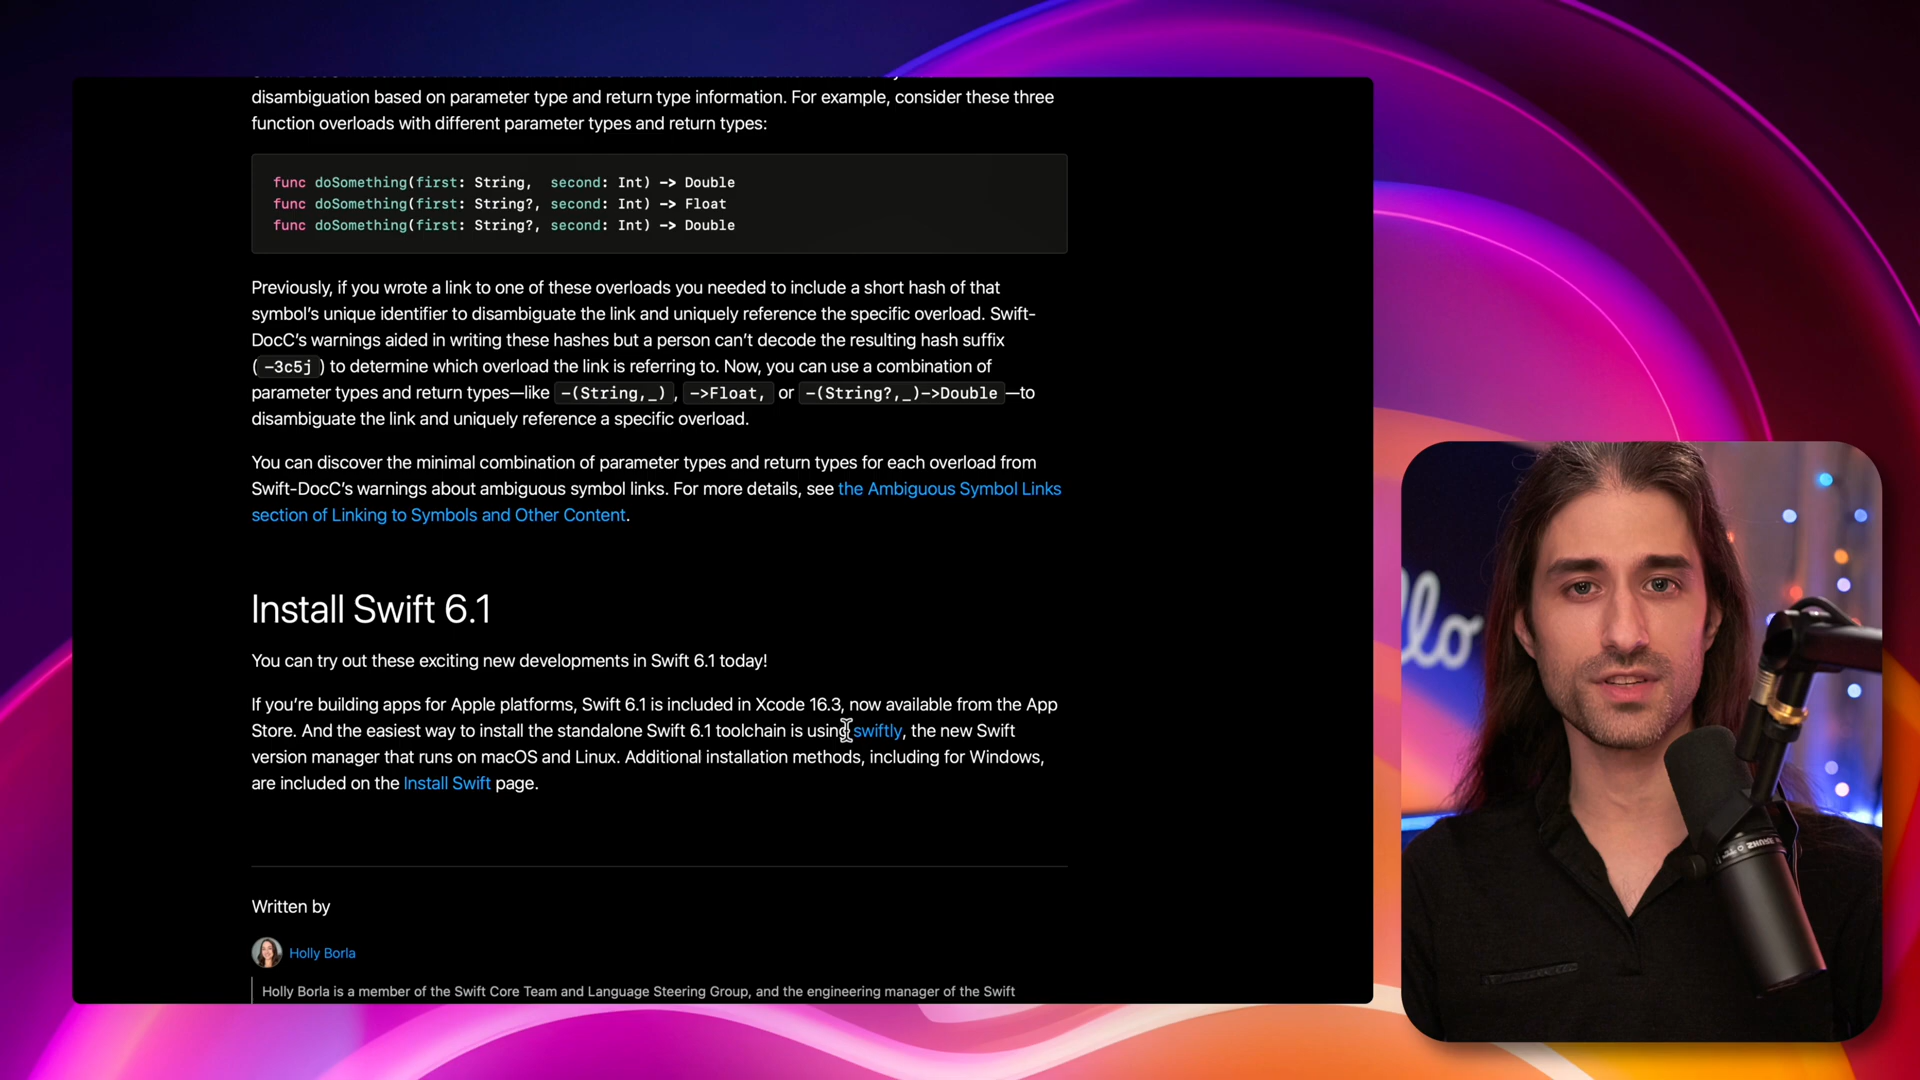 disambiguation based on parameter type and return type information. For example, consider these three
function overloads with different parameter types and return types:
func doSomething(first: String,  second: Int) -> Double
func doSomething(first: String?, second: Int) -> Float
func doSomething(first: String?, second: Int) -> Double
Previously, if you wrote a link to one of these overloads you needed to include a short hash of that
symbol’s unique identifier to disambiguate the link and uniquely reference the specific overload. Swift-
DocC’s warnings aided in writing these hashes but a person can’t decode the resulting hash suffix
( -3c5j ) to determine which overload the link is referring to. Now, you can use a combination of
parameter types and return types—like -(String,_) , ->Float, or -(String?,_)->Double —to
disambiguate the link and uniquely reference a specific overload.
You can discover the minimal combination of parameter types and return types for each overload from
Swift-DocC’s warnings about ambiguous symbol links. For more details, see the Ambiguous Symbol Links
section of Linking to Symbols and Other Content.
Install Swift 6.1
You can try out these exciting new developments in Swift 6.1 today!
If you’re building apps for Apple platforms, Swift 6.1 is included in Xcode 16.3, now available from the App
Store. And the easiest way to install the standalone Swift 6.1 toolchain is using swiftly, the new Swift
version manager that runs on macOS and Linux. Additional installation methods, including for Windows,
are included on the Install Swift page.
Written by
Holly Borla
Holly Borla is a member of the Swift Core Team and Language Steering Group, and the engineering manager of the Swift